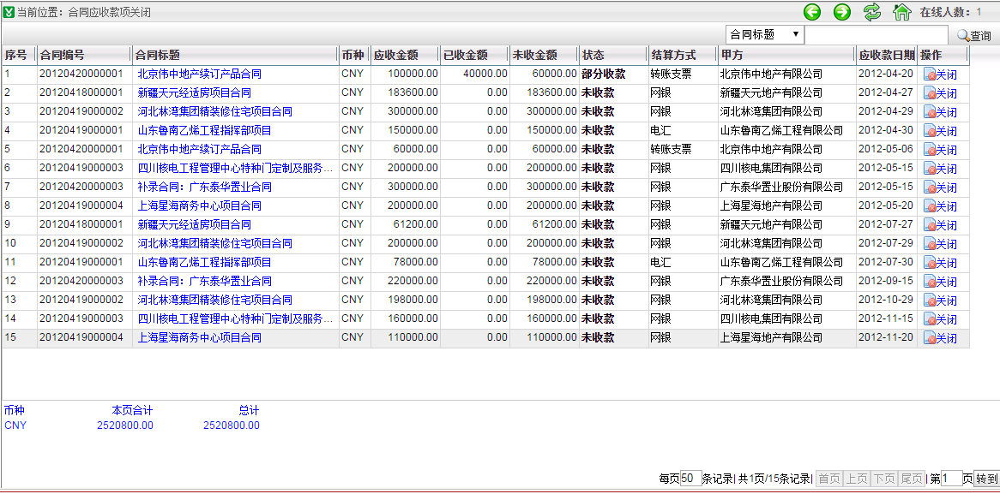 当前位置：合同应收款项关闭 在线人数：1
合同标题 查询
序号 合同编号 合同标题 币种 应收金额 已收金额 未收金额 状态 结算方式 甲方 应收款日期 操作
1 20120420000001 北京伟中地产续订产品合同 CNY 100000.00 40000.00 60000.00 部分收款 转账支票 北京伟中地产有限公司 2012-04-20 关闭
2 20120418000001 新疆天元经适房项目合同 CNY 183600.00 0.00 183600.00 未收款 网银 新疆天元地产有限公司 2012-04-27 关闭
3 20120419000002 河北林湾集团精装修住宅项目合同 CNY 300000.00 0.00 300000.00 未收款 网银 河北林湾集团有限公司 2012-04-29 关闭
4 20120419000001 山东鲁南乙烯工程指挥部项目 CNY 150000.00 0.00 150000.00 未收款 电汇 山东鲁南乙烯工程有限公司 2012-04-30 关闭
5 20120420000001 北京伟中地产续订产品合同 CNY 60000.00 0.00 60000.00 未收款 转账支票 北京伟中地产有限公司 2012-05-06 关闭
6 20120419000003 四川核电工程管理中心特种门定制及服务... CNY 200000.00 0.00 200000.00 未收款 网银 四川核电集团有限公司 2012-05-15 关闭
7 20120420000003 补录合同：广东泰华置业合同 CNY 300000.00 0.00 300000.00 未收款 网银 广东泰华置业股份有限公司 2012-05-15 关闭
8 20120419000004 上海星海商务中心项目合同 CNY 200000.00 0.00 200000.00 未收款 网银 上海星海地产有限公司 2012-05-20 关闭
9 20120418000001 新疆天元经适房项目合同 CNY 61200.00 0.00 61200.00 未收款 网银 新疆天元地产有限公司 2012-07-27 关闭
10 20120419000002 河北林湾集团精装修住宅项目合同 CNY 200000.00 0.00 200000.00 未收款 网银 河北林湾集团有限公司 2012-07-29 关闭
11 20120419000001 山东鲁南乙烯工程指挥部项目 CNY 78000.00 0.00 78000.00 未收款 电汇 山东鲁南乙烯工程有限公司 2012-07-30 关闭
12 20120420000003 补录合同：广东泰华置业合同 CNY 220000.00 0.00 220000.00 未收款 网银 广东泰华置业股份有限公司 2012-09-15 关闭
13 20120419000002 河北林湾集团精装修住宅项目合同 CNY 198000.00 0.00 198000.00 未收款 网银 河北林湾集团有限公司 2012-10-29 关闭
14 20120419000003 四川核电工程管理中心特种门定制及服务... CNY 160000.00 0.00 160000.00 未收款 网银 四川核电集团有限公司 2012-11-15 关闭
15 20120419000004 上海星海商务中心项目合同 CNY 110000.00 0.00 110000.00 未收款 网银 上海星海地产有限公司 2012-11-20 关闭
币种 本页合计 总计
CNY 2520800.00 2520800.00
每页50条记录| 共1页/15条记录| 首页 上页 下页 尾页 | 第1页 转到